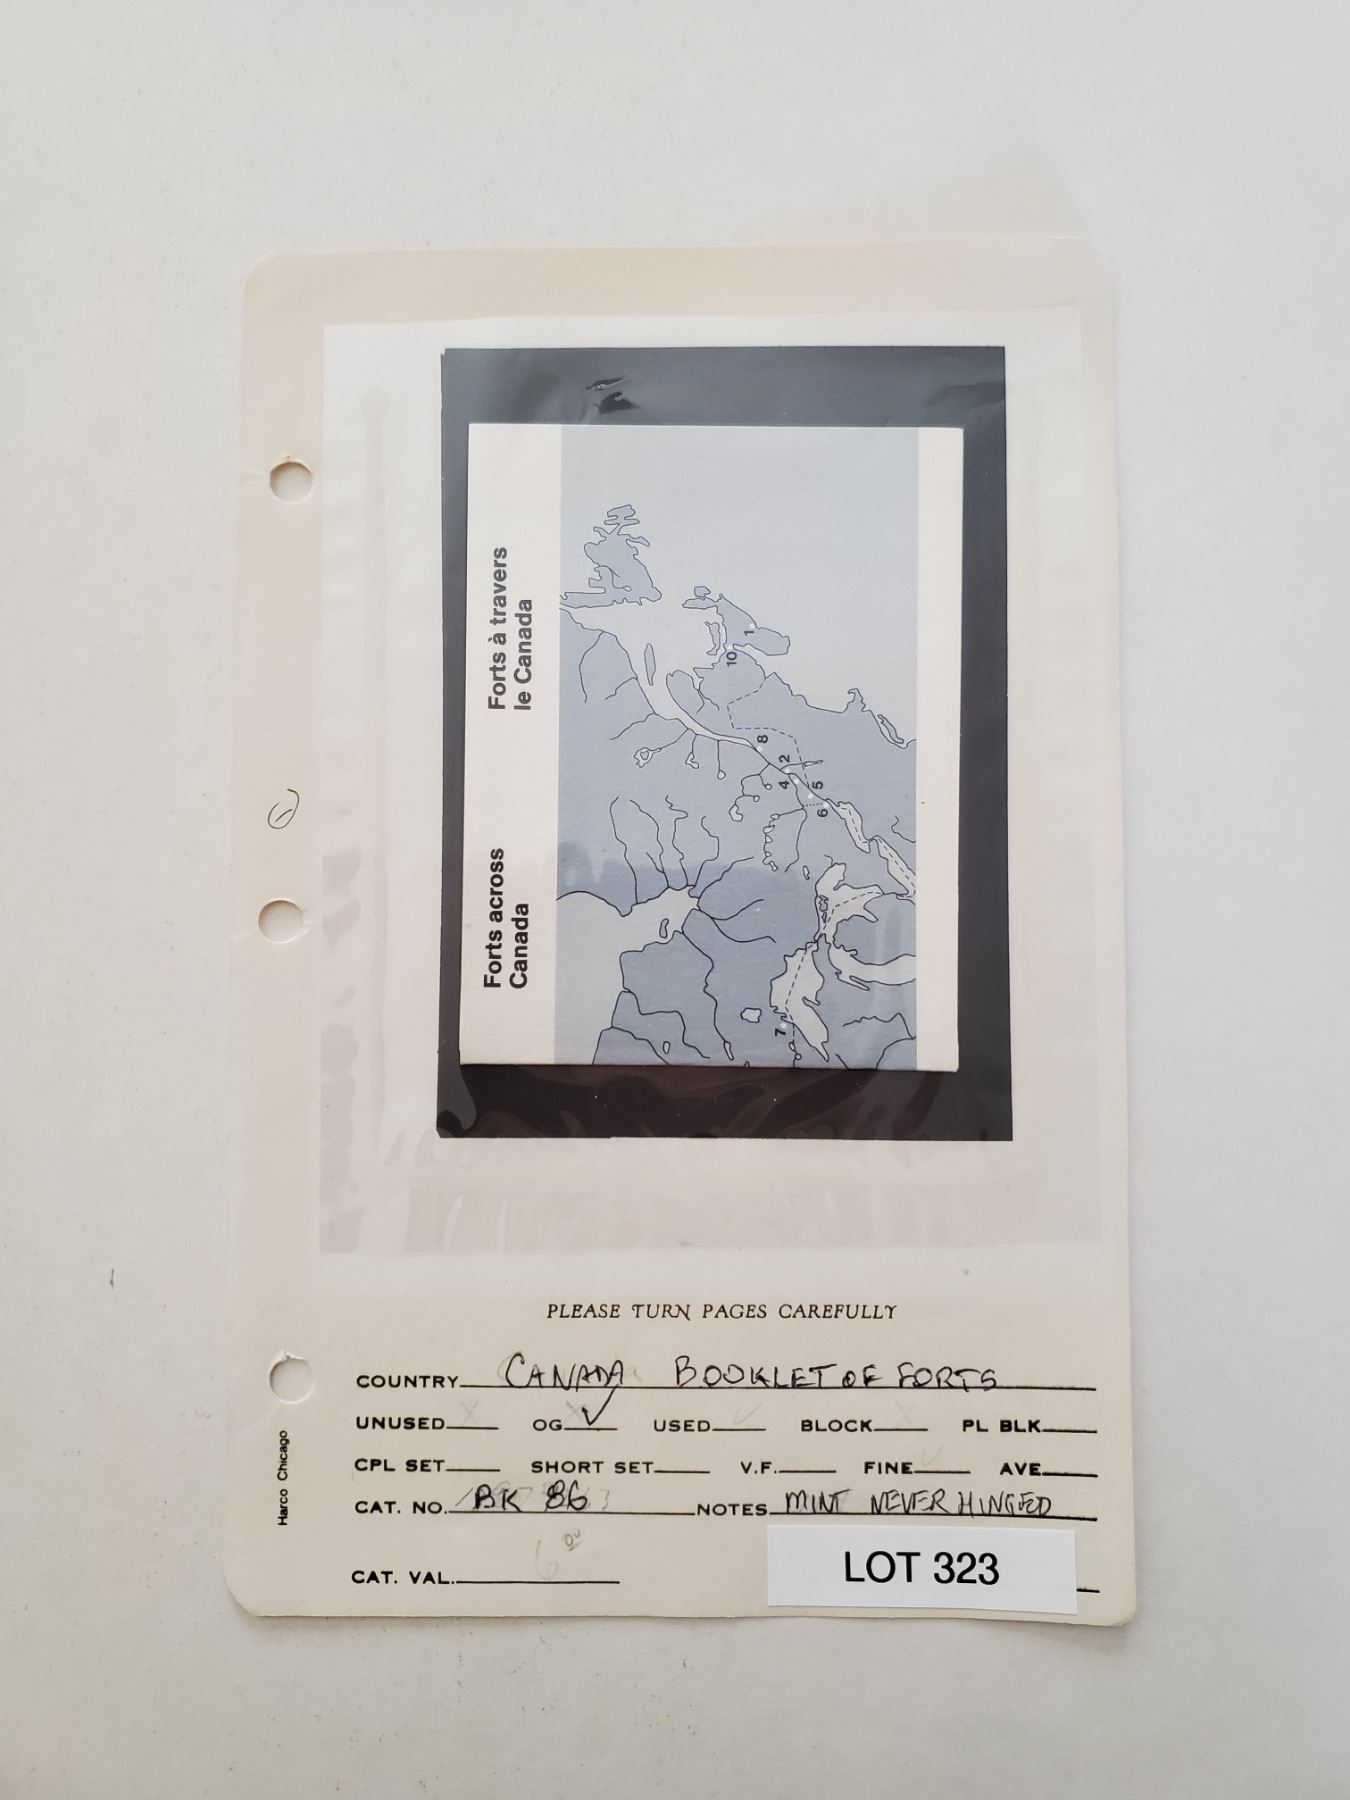 Forts à travers
le Canada
Forts across
Canada
1
10
8
2
4
5
6
7
PLEASE TURN PAGES CAREFULLY
COUNTRY CANADA BOOKLET OF FORTS
UNUSED X OG ✓ USED ✓ BLOCK X PL BLK.
CPL SET SHORT SET V.F. FINE ✓ AVE.
CAT. NO. BK 86 NOTES MINT NEVER HINGED
CAT. VAL. 6.00
LOT 323
Harco Chicago